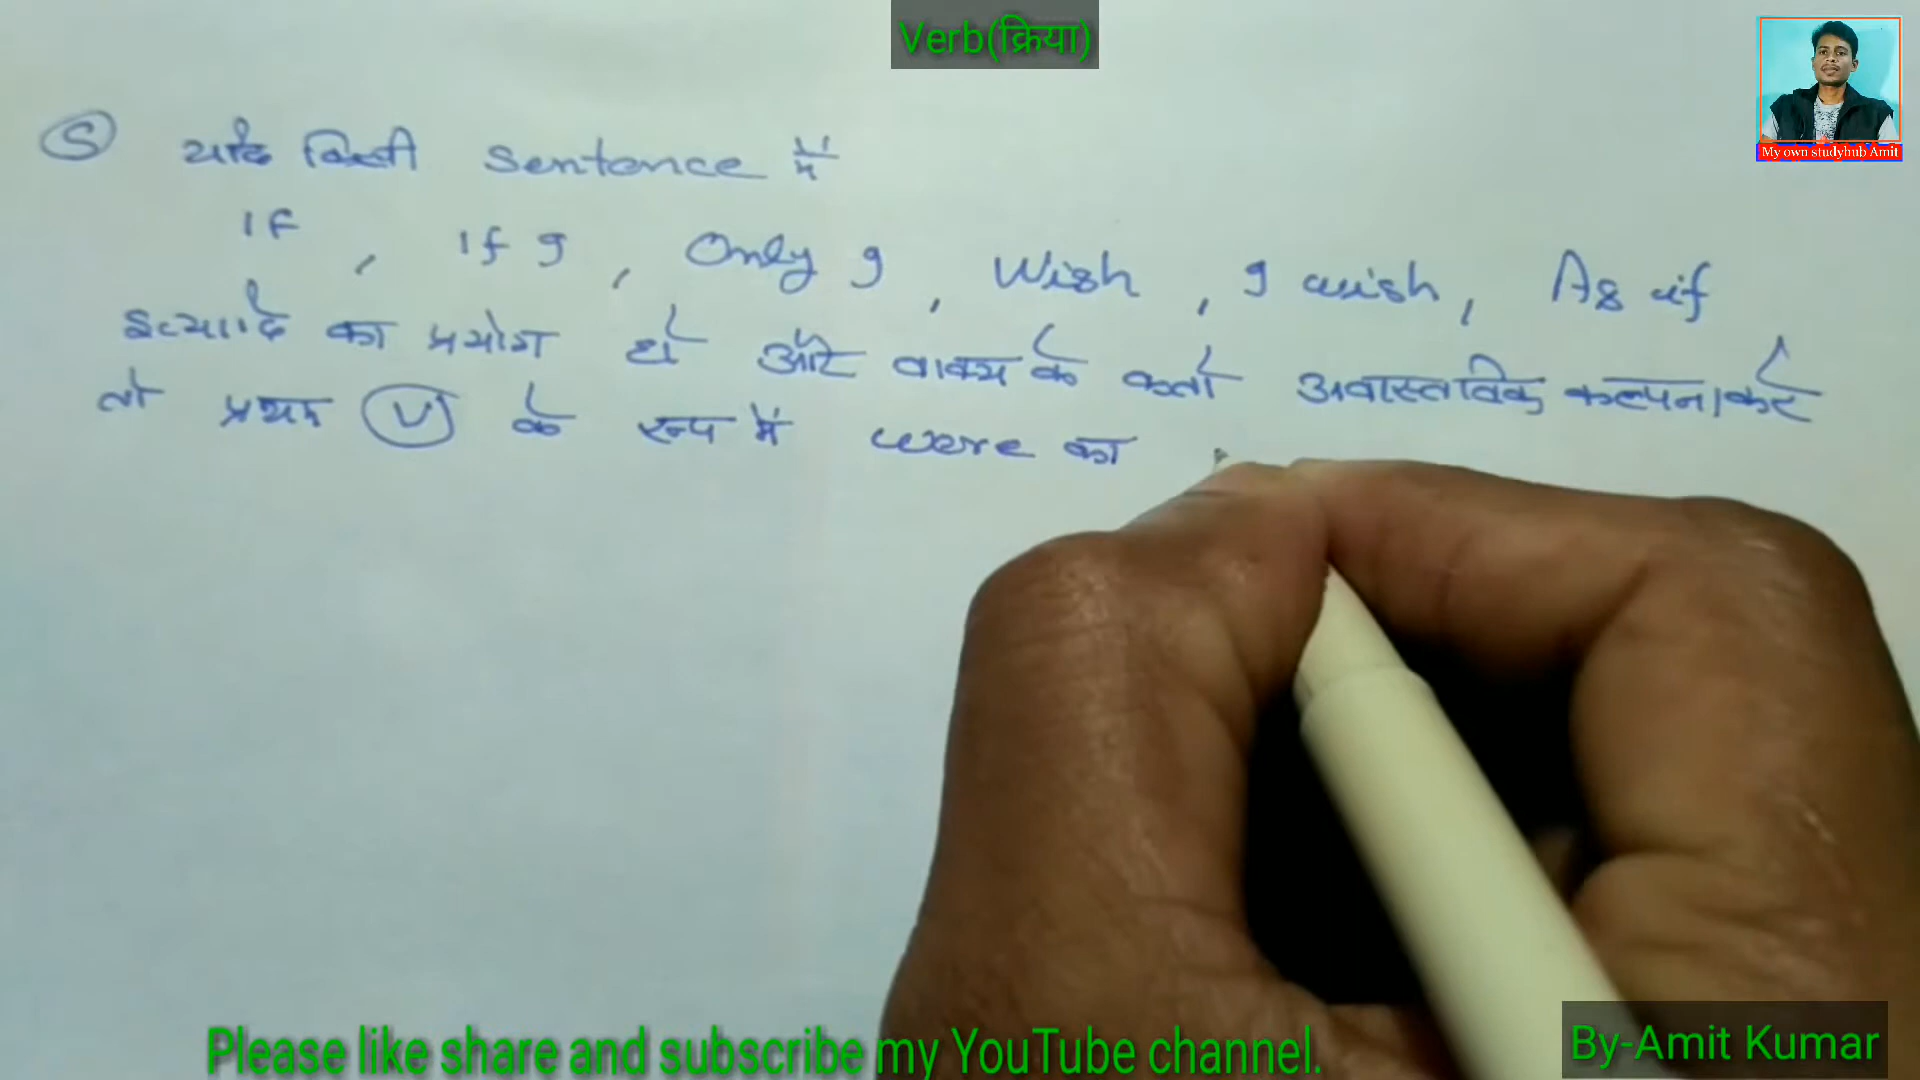 Verb(क्रिया)
My own studyhub Amit
5 यदि किसी Sentence में
If , If I , Only I , Wish , I wish , As if
इत्यादि का प्रयोग हो और वाक्य के कर्ता अवास्तविक कल्पना करे
तो प्रथम V के रूप में were का
Please like share and subscribe my YouTube channel.
By-Amit Kumar